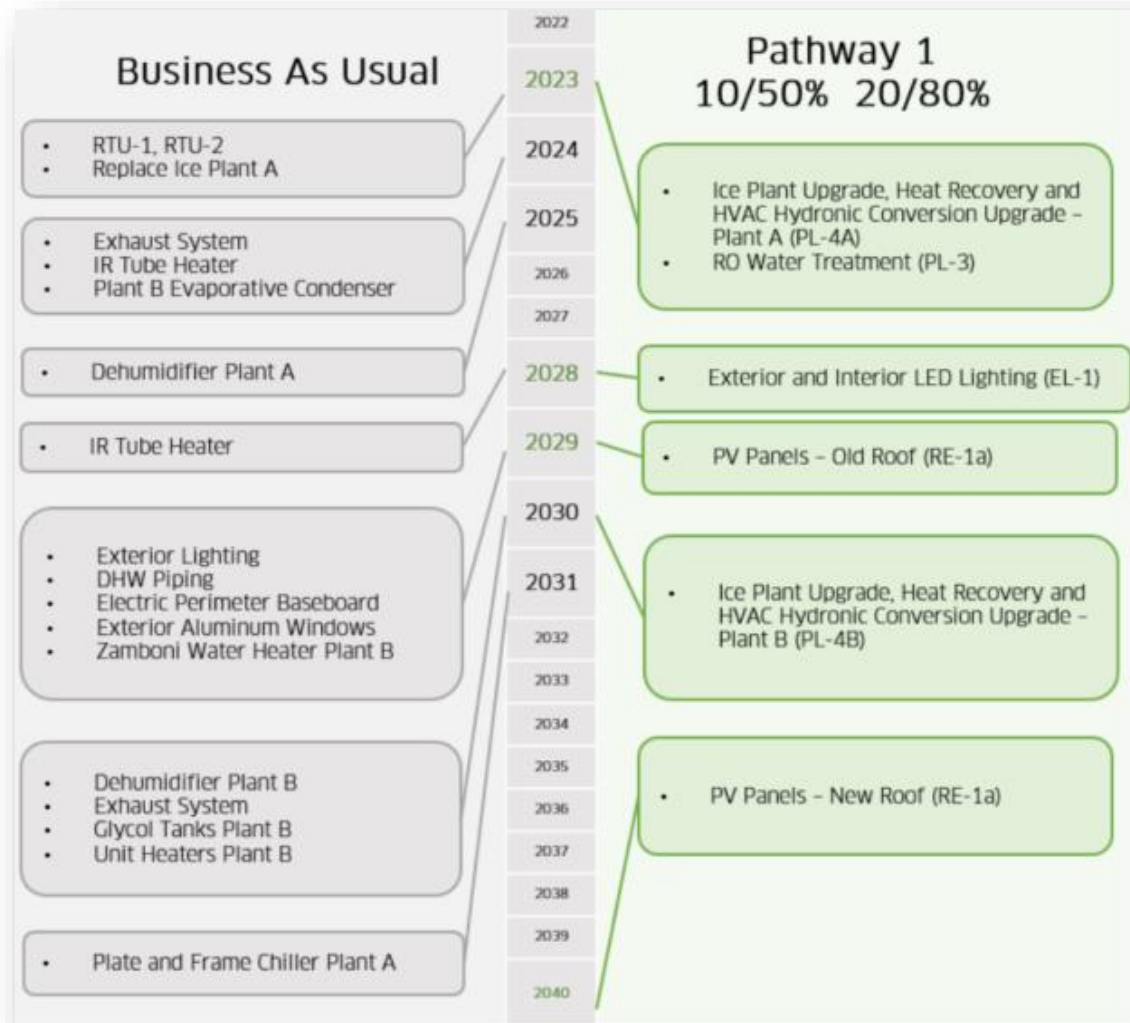 Business As Usual
• RTU-1, RTU-2
• Replace Ice Plant A
• Exhaust System
• IR Tube Heater
• Plant B Evaporative Condenser
• Dehumidifier Plant A
• IR Tube Heater
• Exterior Lighting
• DHW Piping
• Electric Perimeter Baseboard
• Exterior Aluminum Windows
• Zamboni Water Heater Plant B
• Dehumidifier Plant B
• Exhaust System
• Glycol Tanks Plant B
• Unit Heaters Plant B
• Plate and Frame Chiller Plant A
2022
2023
2024
2025
2026
2027
2028
2029
2030
2031
2032
2033
2034
2035
2036
2037
2038
2039
2040
Pathway 1
10/50% 20/80%
• Ice Plant Upgrade, Heat Recovery and
HVAC Hydronic Conversion Upgrade –
Plant A (PL-4A)
• RO Water Treatment (PL-3)
• Exterior and Interior LED Lighting (EL-1)
• PV Panels – Old Roof (RE-1a)
• Ice Plant Upgrade, Heat Recovery and
HVAC Hydronic Conversion Upgrade –
Plant B (PL-4B)
• PV Panels – New Roof (RE-1a)